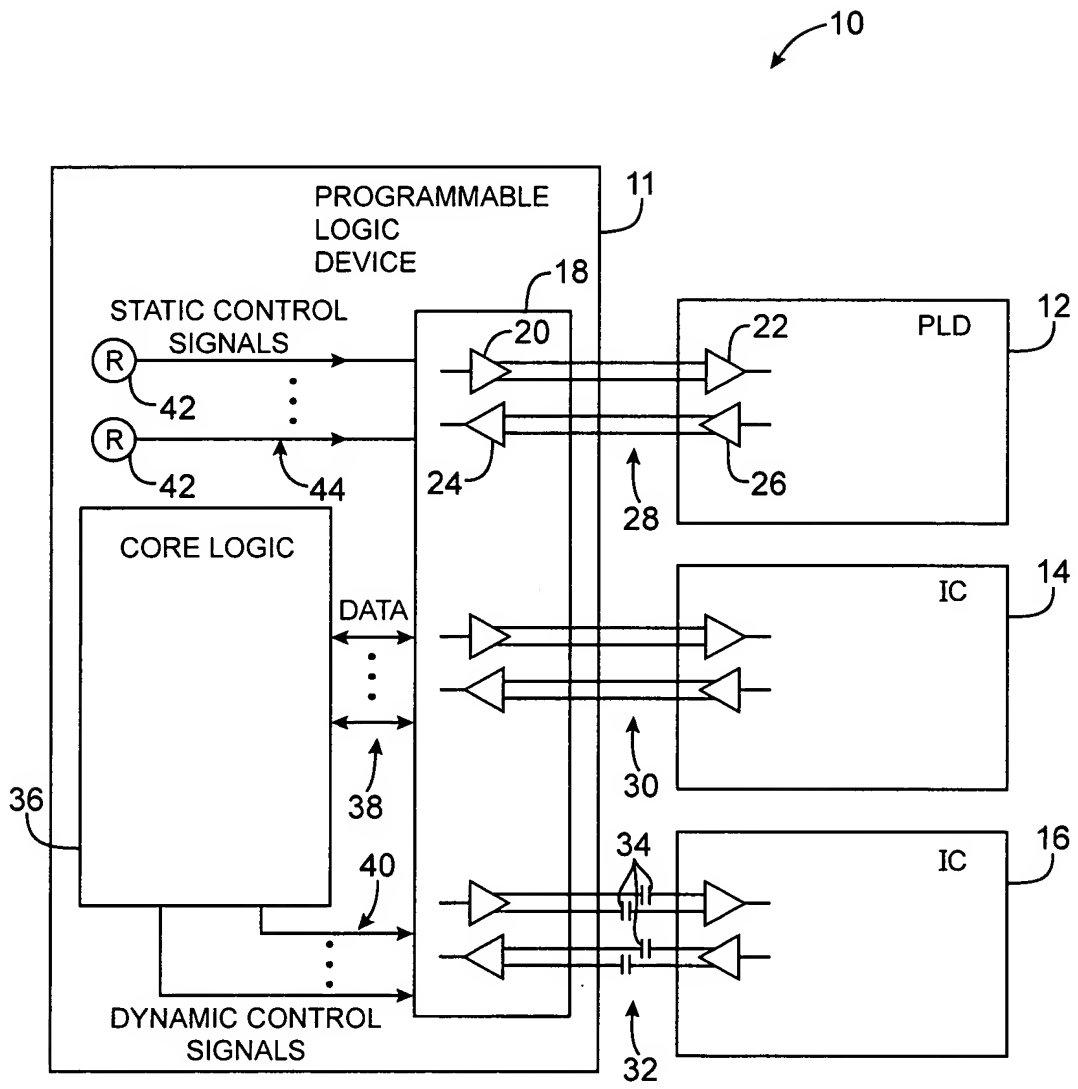 10
PROGRAMMABLE
LOGIC
DEVICE
11
18
STATIC CONTROL
SIGNALS
20
PLD
22
12
R
42
R
42
44
24
28
26
CORE LOGIC
IC
14
DATA
38
30
36
34
IC
16
40
DYNAMIC CONTROL
SIGNALS
32